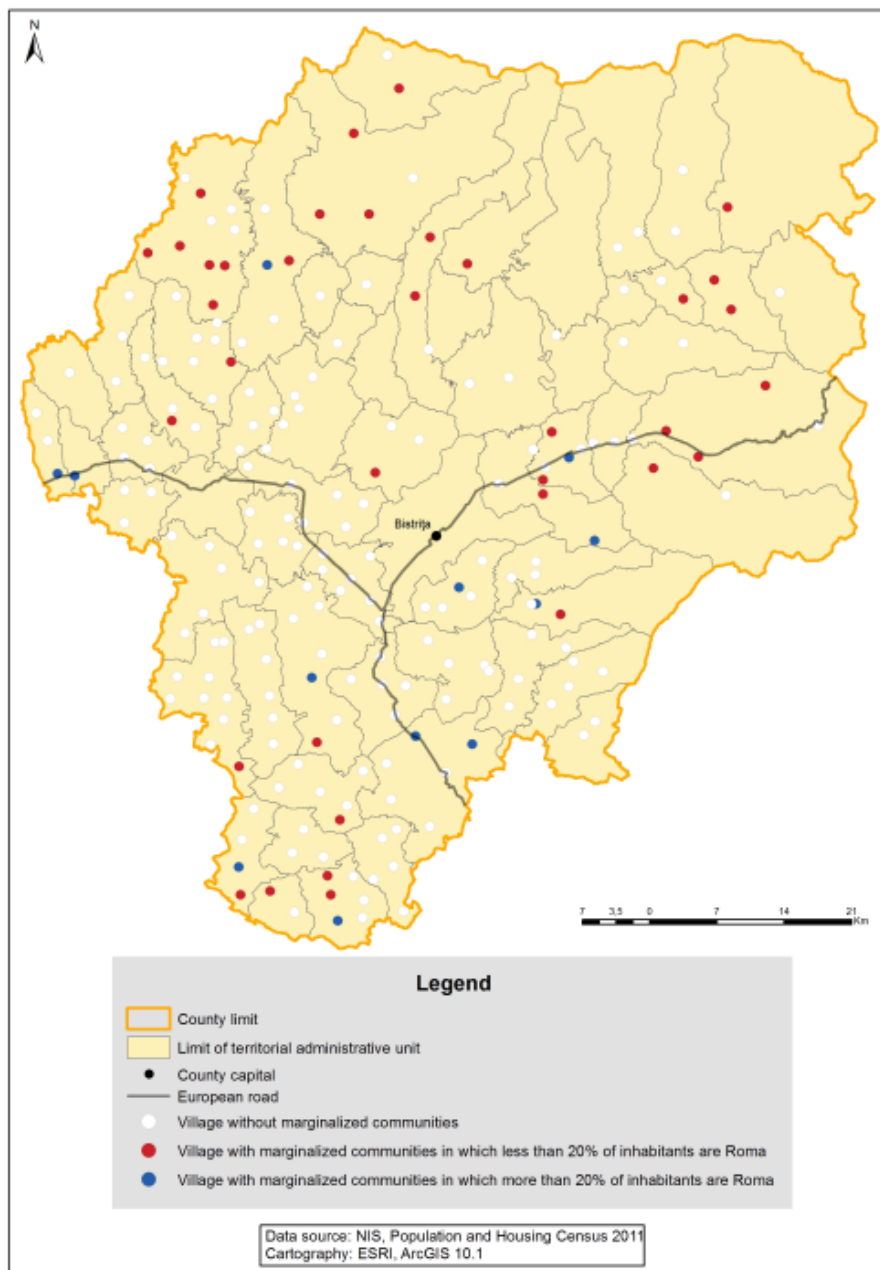 N
Bistrița
7 3,5 0 7 14 21
Km
Legend
County limit
Limit of territorial administrative unit
County capital
European road
Village without marginalized communities
Village with marginalized communities in which less than 20% of inhabitants are Roma
Village with marginalized communities in which more than 20% of inhabitants are Roma
Data source: NIS, Population and Housing Census 2011
Cartography: ESRI, ArcGIS 10.1